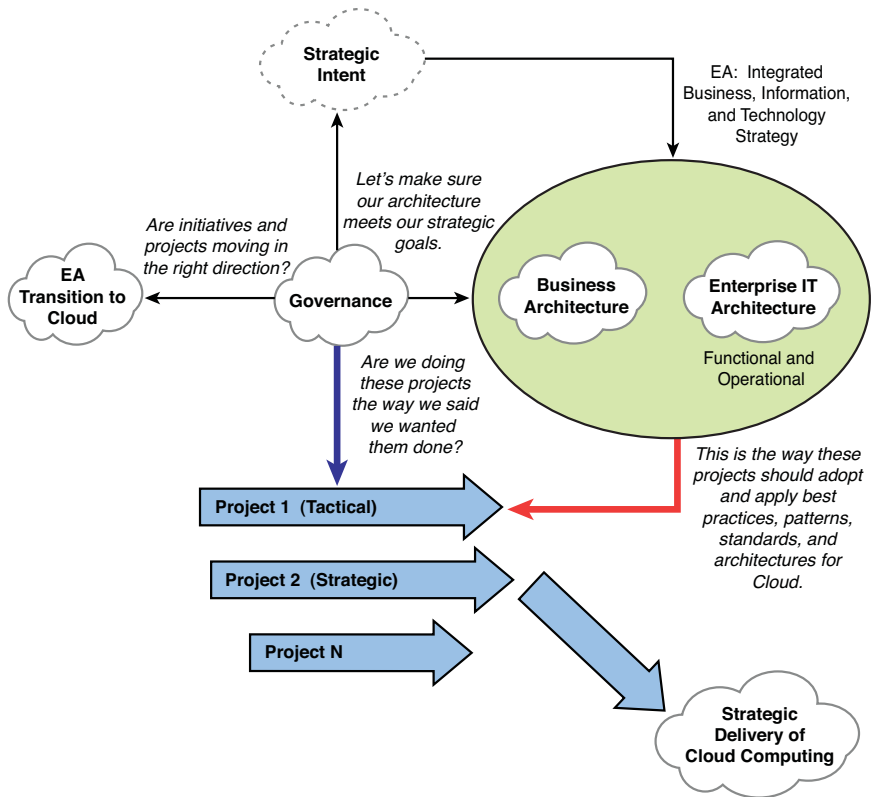 Strategic
Intent
EA: Integrated
Business, Information,
and Technology
Strategy
Let's make sure
our architecture
meets our strategic
goals.
Are initiatives and
projects moving in
the right direction?
EA
Transition to
Cloud
Governance
Business
Architecture
Enterprise IT
Architecture
Functional and
Operational
Are we doing
these projects
the way we said
we wanted
them done?
This is the way these
projects should adopt
and apply best
practices, patterns,
standards, and
architectures for
Cloud.
Project 1 (Tactical)
Project 2 (Strategic)
Project N
Strategic
Delivery of
Cloud Computing